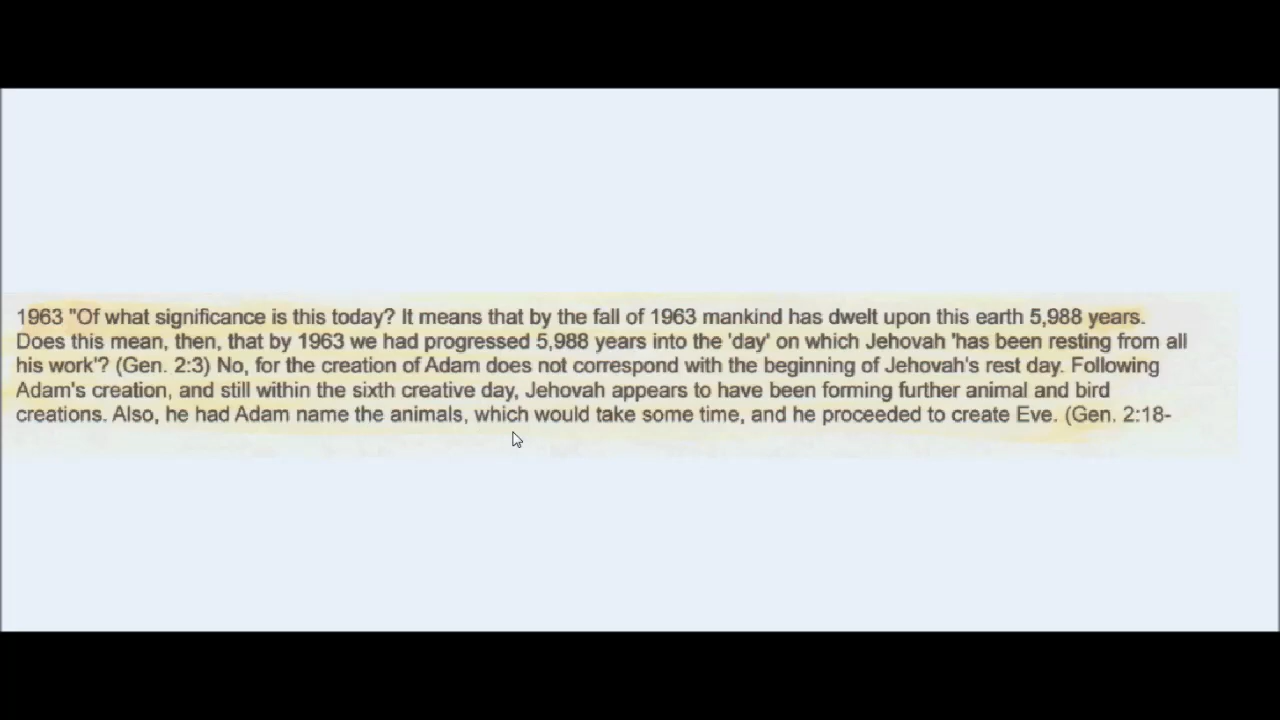 1963 "Of what significance is this today? It means that by the fall of 1963 mankind has dwelt upon this earth 5,988 years.
Does this mean, then, that by 1963 we had progressed 5,988 years into the 'day' on which Jehovah 'has been resting from all
his work'? (Gen. 2:3) No, for the creation of Adam does not correspond with the beginning of Jehovah's rest day. Following
Adam's creation, and still within the sixth creative day, Jehovah appears to have been forming further animal and bird
creations. Also, he had Adam name the animals, which would take some time, and he proceeded to create Eve. (Gen. 2:18-